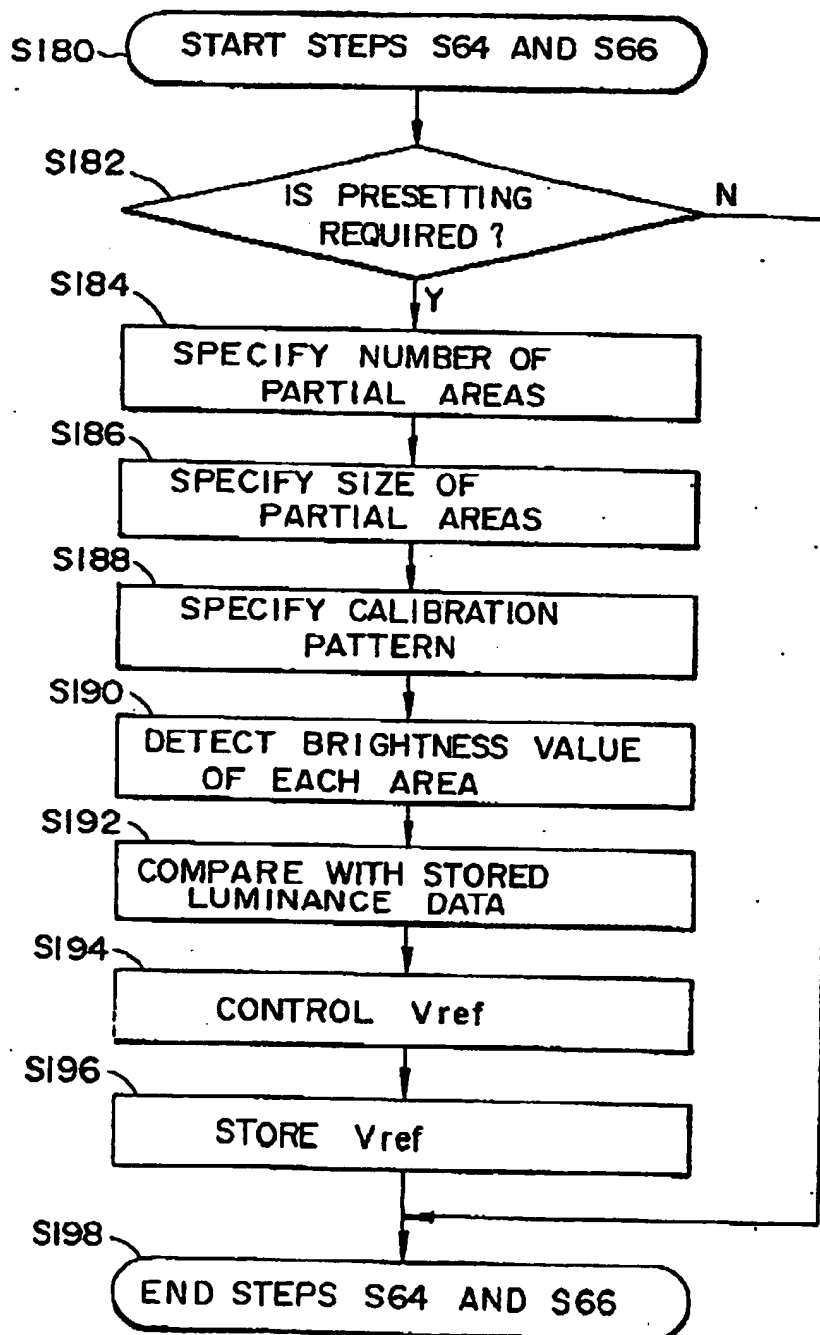 S180
START STEPS S64 AND S66
S182
IS PRESETTING
REQUIRED ?
N
Y
S184
SPECIFY NUMBER OF
PARTIAL AREAS
S186
SPECIFY SIZE OF
PARTIAL AREAS
S188
SPECIFY CALIBRATION
PATTERN
S190
DETECT BRIGHTNESS VALUE
OF EACH AREA
S192
COMPARE WITH STORED
LUMINANCE DATA
S194
CONTROL Vref
S196
STORE Vref
S198
END STEPS S64 AND S66